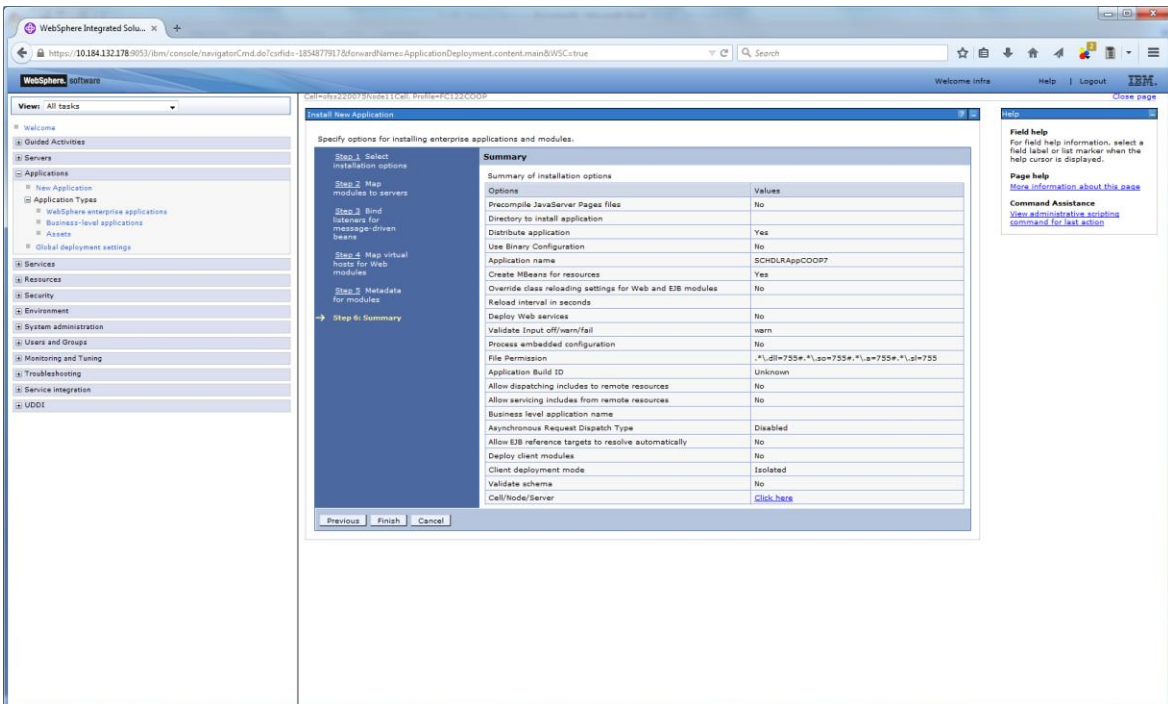 WebSphere Integrated Solu... × +
https://10.184.132.178:9053/ibm/console/navigatorCmd.do?csrfid=-1854877917&forwardName=ApplicationDeployment.content.main&WSC=true
Search
2
WebSphere. software
Welcome infra Help | Logout IBM.
View: All tasks
Cell=ofss220075Node11Cell, Profile=FC122COOP
Close page
Welcome
Guided Activities
Servers
Applications
New Application
Application Types
WebSphere enterprise applications
Business-level applications
Assets
Global deployment settings
Services
Resources
Security
Environment
System administration
Users and Groups
Monitoring and Tuning
Troubleshooting
Service integration
UDDI
Install New Application
Specify options for installing enterprise applications and modules.
Step 1 Select
installation options
Step 2 Map
modules to servers
Step 3 Bind
listeners for
message-driven
beans
Step 4 Map virtual
hosts for Web
modules
Step 5 Metadata
for modules
Step 6: Summary
Summary
Summary of installation options
Options Values
Precompile JavaServer Pages files No
Directory to install application
Distribute application Yes
Use Binary Configuration No
Application name SCHDLRAppCOOP7
Create MBeans for resources Yes
Override class reloading settings for Web and EJB modules No
Reload interval in seconds
Deploy Web services No
Validate Input off/warn/fail warn
Process embedded configuration No
File Permission .*\.dll=755#.*\.so=755#.*\.a=755#.*\.sl=755
Application Build ID Unknown
Allow dispatching includes to remote resources No
Allow servicing includes from remote resources No
Business level application name
Asynchronous Request Dispatch Type Disabled
Allow EJB reference targets to resolve automatically No
Deploy client modules No
Client deployment mode Isolated
Validate schema No
Cell/Node/Server Click here
Previous Finish Cancel
Help
Field help
For field help information, select a
field label or list marker when the
help cursor is displayed.
Page help
More information about this page
Command Assistance
View administrative scripting
command for last action